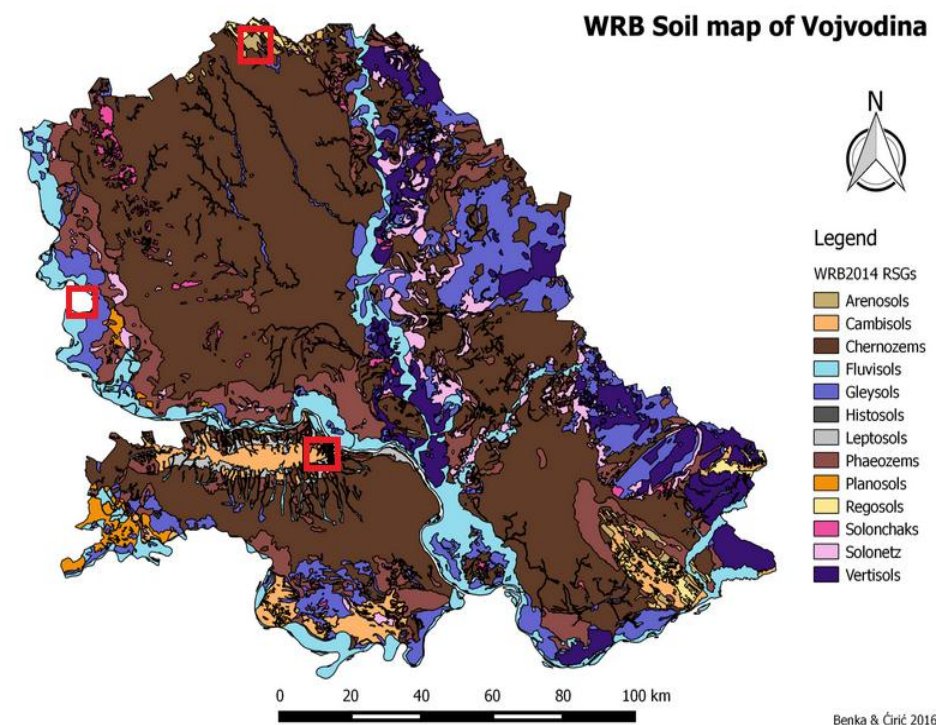 WRB Soil map of Vojvodina
N
Legend
WRB2014 RSGs
Arenosols
Cambisols
Chernozems
Fluvisols
Gleysols
Histosols
Leptosols
Phaeozems
Planosols
Regosols
Solonchaks
Solonetz
Vertisols
0 20 40 60 80 100 km
Benka & Ćirić 2016